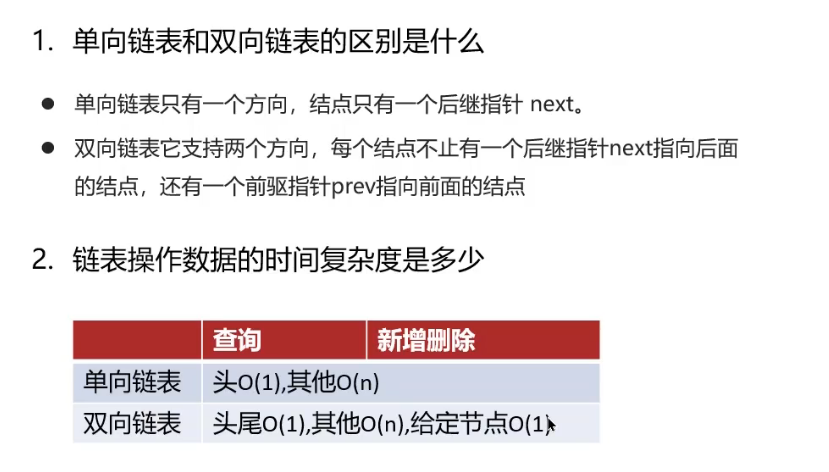 1. 单向链表和双向链表的区别是什么
● 单向链表只有一个方向，结点只有一个后继指针 next。
● 双向链表它支持两个方向，每个结点不止有一个后继指针next指向后面
的结点，还有一个前驱指针prev指向前面的结点
2. 链表操作数据的时间复杂度是多少
查询 新增删除
单向链表 头O(1),其他O(n)
双向链表 头尾O(1),其他O(n),给定节点O(1)